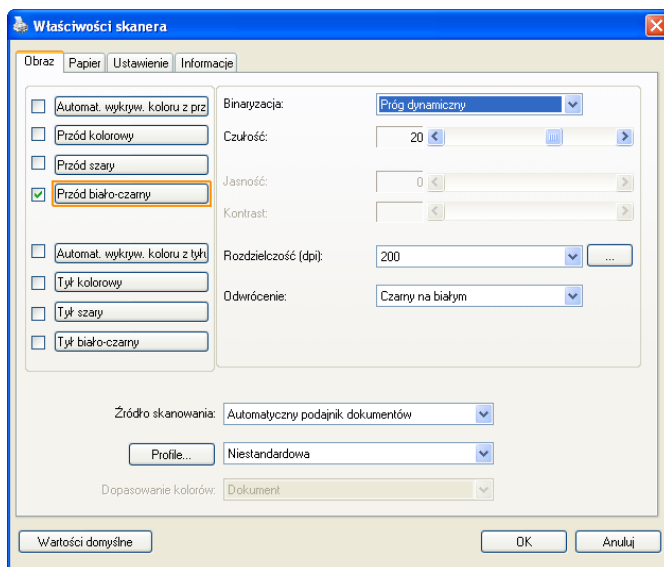 Właściwości skanera
Obraz Papier Ustawienie Informacje
Automat. wykryw. koloru z prz
Przód kolorowy
Przód szary
Przód biało-czarny
Automat. wykryw. koloru z tyłu
Tył kolorowy
Tył szary
Tył biało-czarny
Binaryzacja: Próg dynamiczny
Czułość: 20
Jasność: 0
Kontrast:
Rozdzielczość (dpi): 200 ...
Odwrócenie: Czarny na białym
Źródło skanowania: Automatyczny podajnik dokumentów
Profile... Niestandardowa
Dopasowanie kolorów: Dokument
Wartości domyślne OK Anuluj